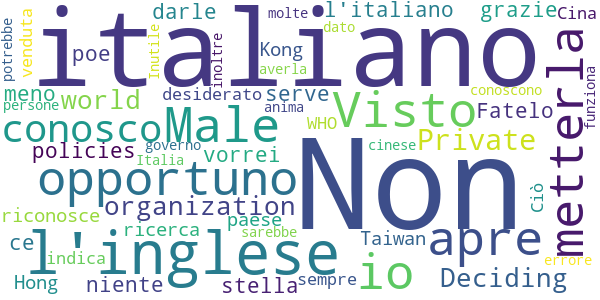 potrebbe venduta darle l'italiano grazie Cina
molte dato
italiano
poe Inutile inoltre Kong averla conoscono
meno persone world desiderato serve anima Visto Fatelo metterla funziona
conosco Male WHO Private
policies Italia governo vorrei cinese
opportuno Non
riconosce organization paese Ciò
ce l'inglese ricerca sarebbe Taiwan apre
indica io errore
Hong niente stella sempre Deciding